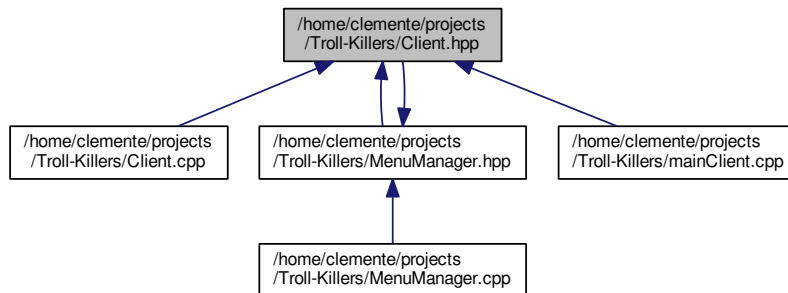 /home/clemente/projects
/Troll-Killers/Client.hpp
/home/clemente/projects
/Troll-Killers/Client.cpp
/home/clemente/projects
/Troll-Killers/MenuManager.hpp
/home/clemente/projects
/Troll-Killers/mainClient.cpp
/home/clemente/projects
/Troll-Killers/MenuManager.cpp